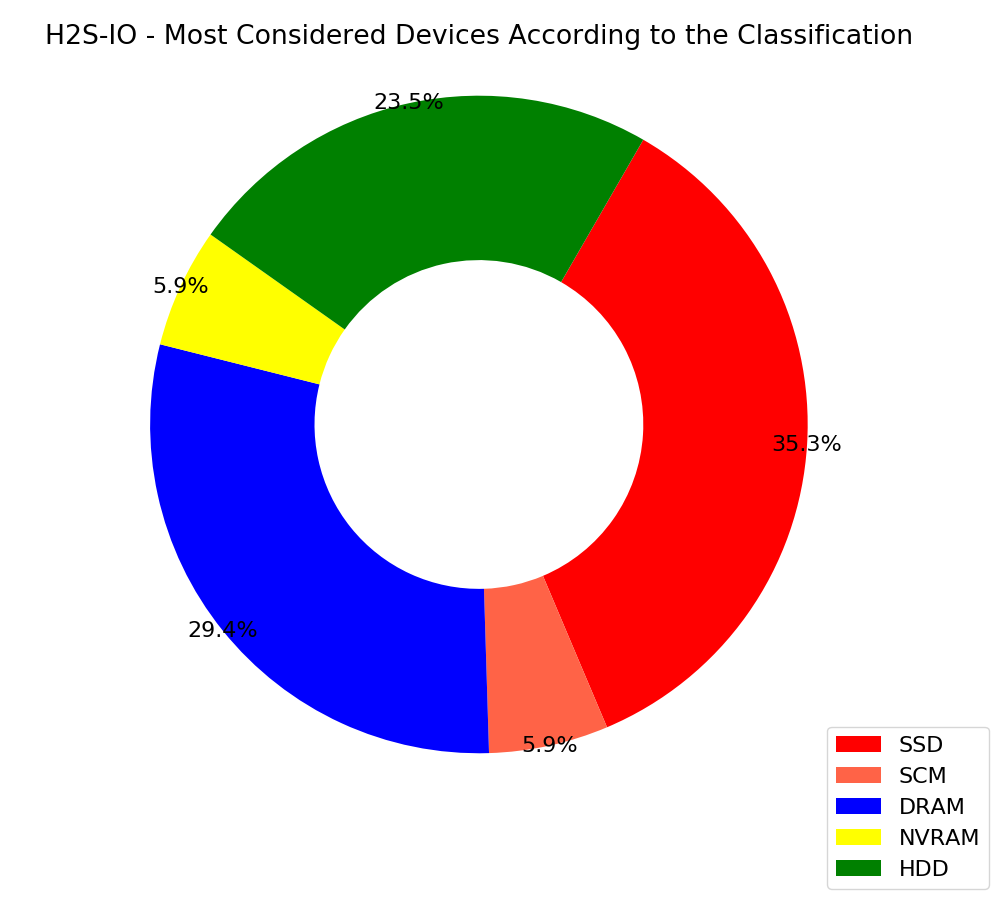 H2S-IO - Most Considered Devices According to the Classification
23.5%
5.9%
35.3%
29.4%
5.9%
SSD
SCM
DRAM
NVRAM
HDD